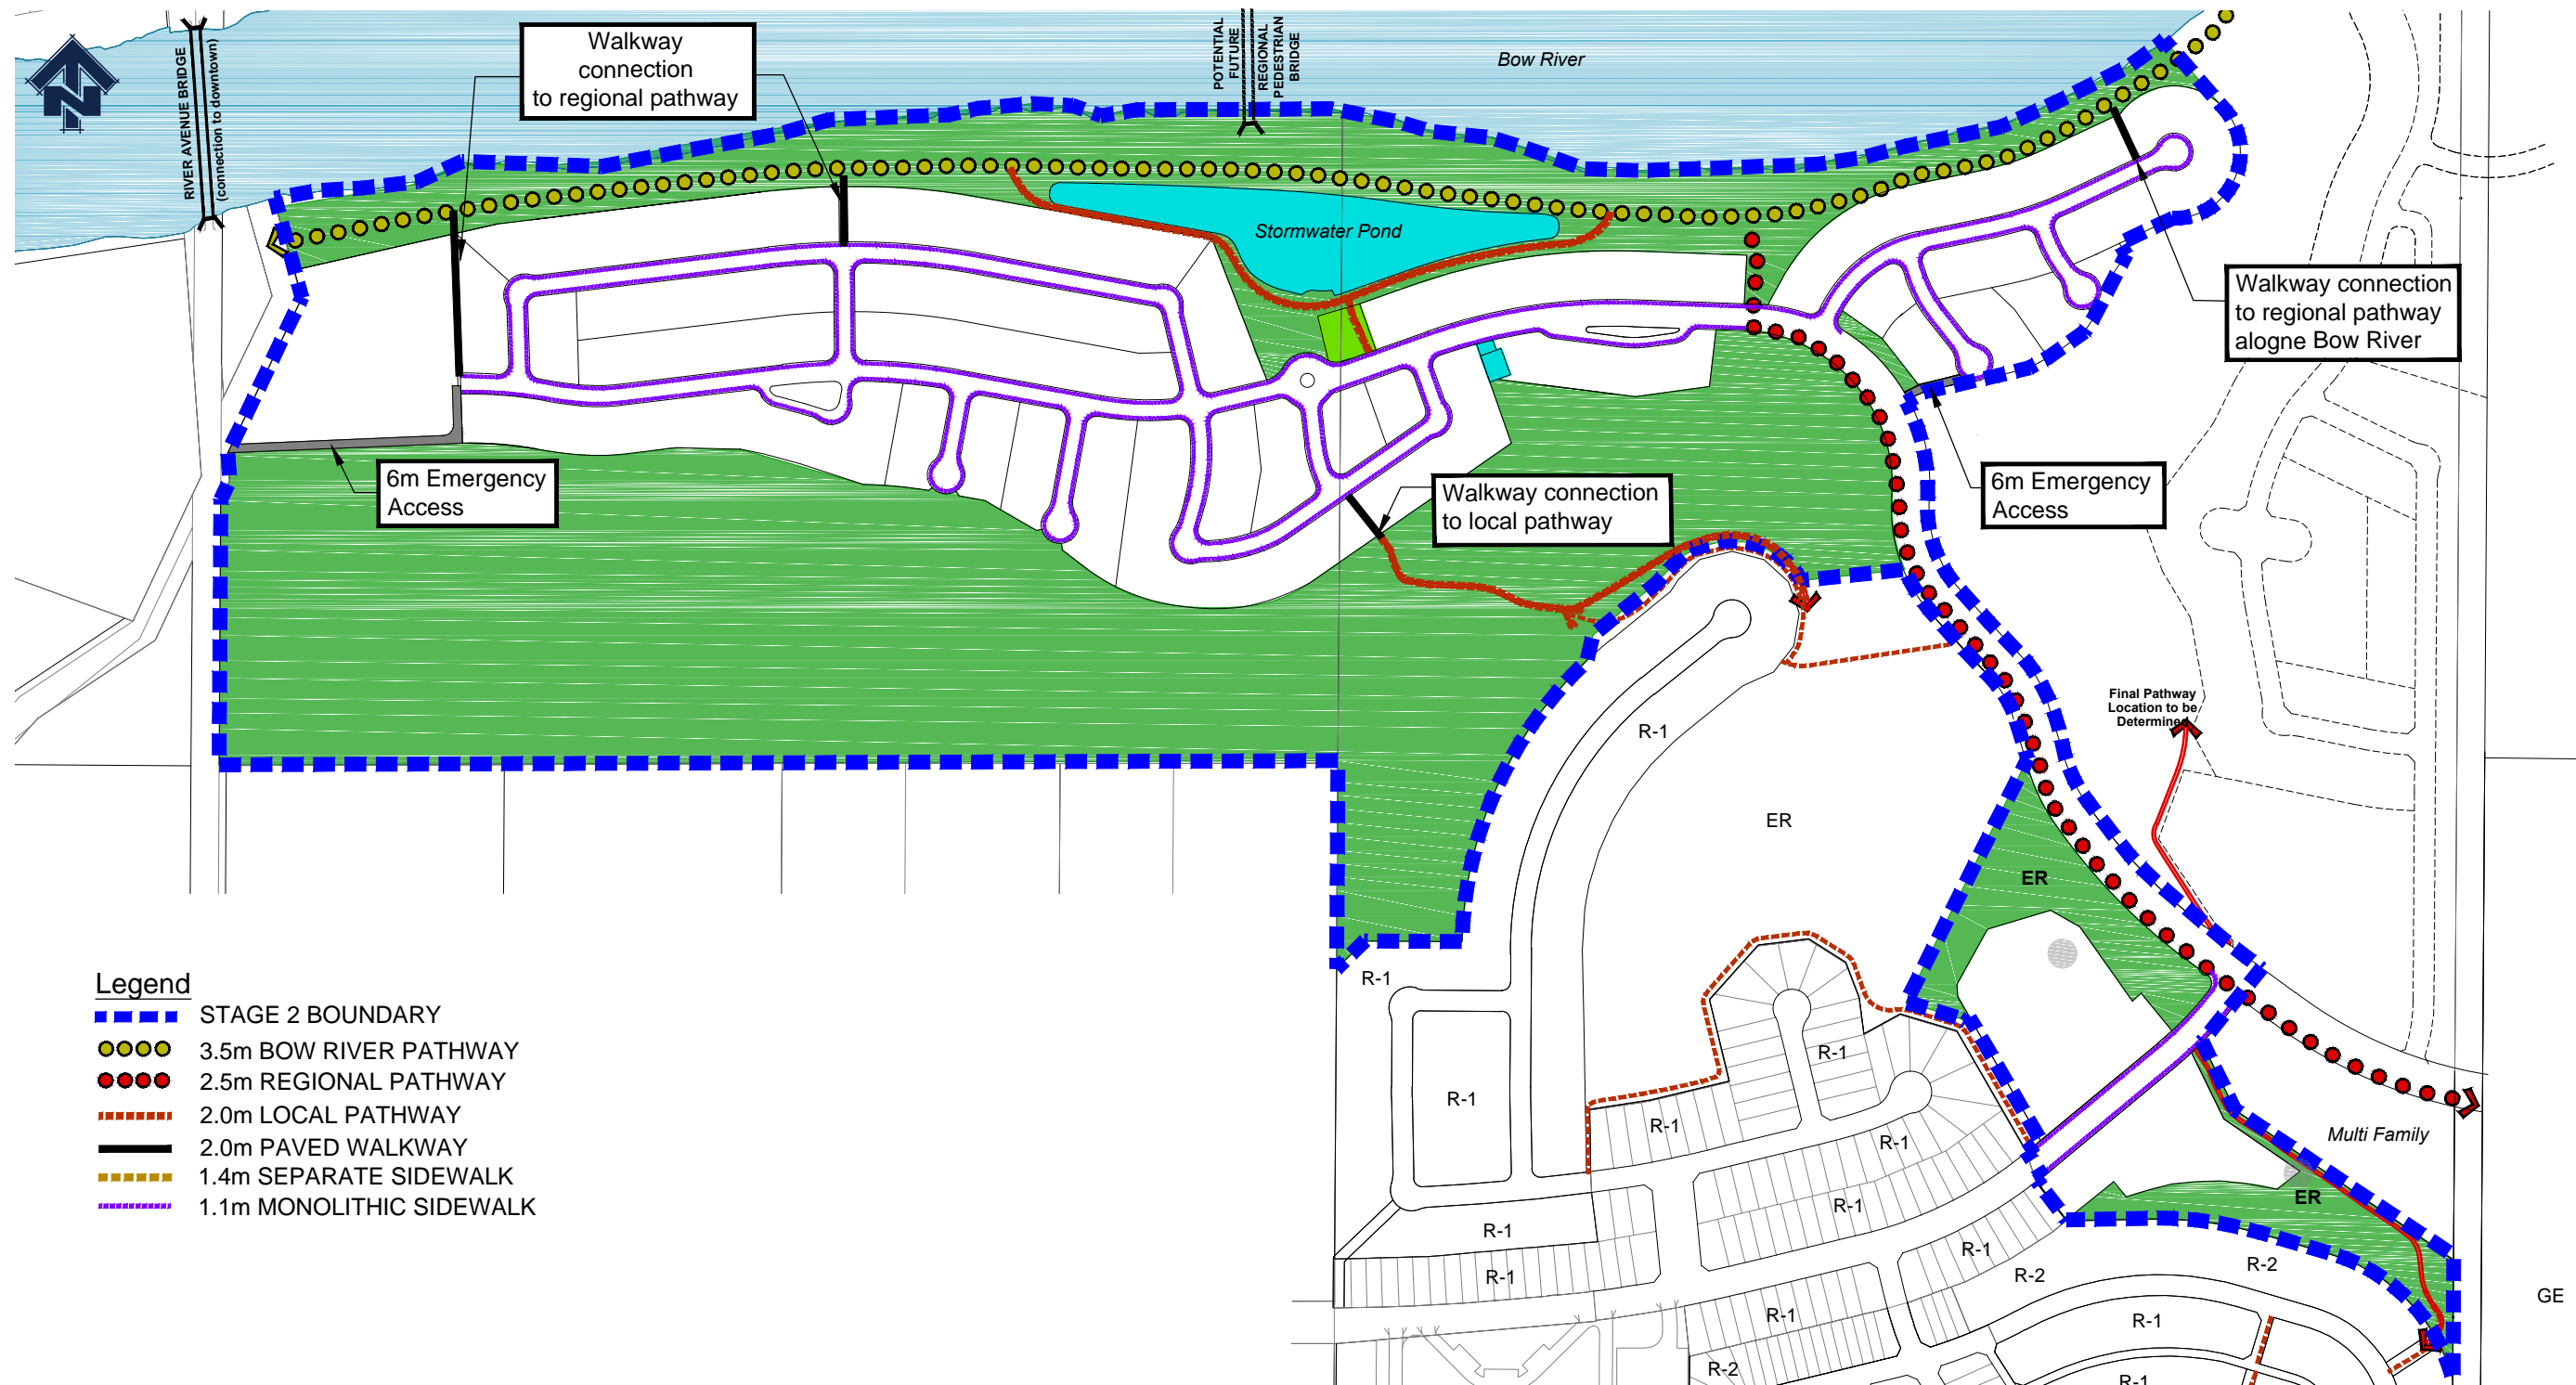 RIVER AVENUE BRIDGE
(connection to downtown)
Walkway
connection
to regional pathway
POTENTIAL
FUTURE
REGIONAL
PEDESTRIAN
BRIDGE
Bow River
N
Stormwater Pond
Walkway connection
to regional pathway
alogne Bow River
6m Emergency
Access
Walkway connection
to local pathway
6m Emergency
Access
Final Pathway
Location to be
Determined
R-1
ER
ER
R-1
R-1
R-1
R-1
R-1
Multi Family
R-1
ER
R-1
R-1
R-1
R-2
R-2
R-1
GE
R-1
R-2
R-1
Legend
STAGE 2 BOUNDARY
3.5m BOW RIVER PATHWAY
2.5m REGIONAL PATHWAY
2.0m LOCAL PATHWAY
2.0m PAVED WALKWAY
1.4m SEPARATE SIDEWALK
1.1m MONOLITHIC SIDEWALK